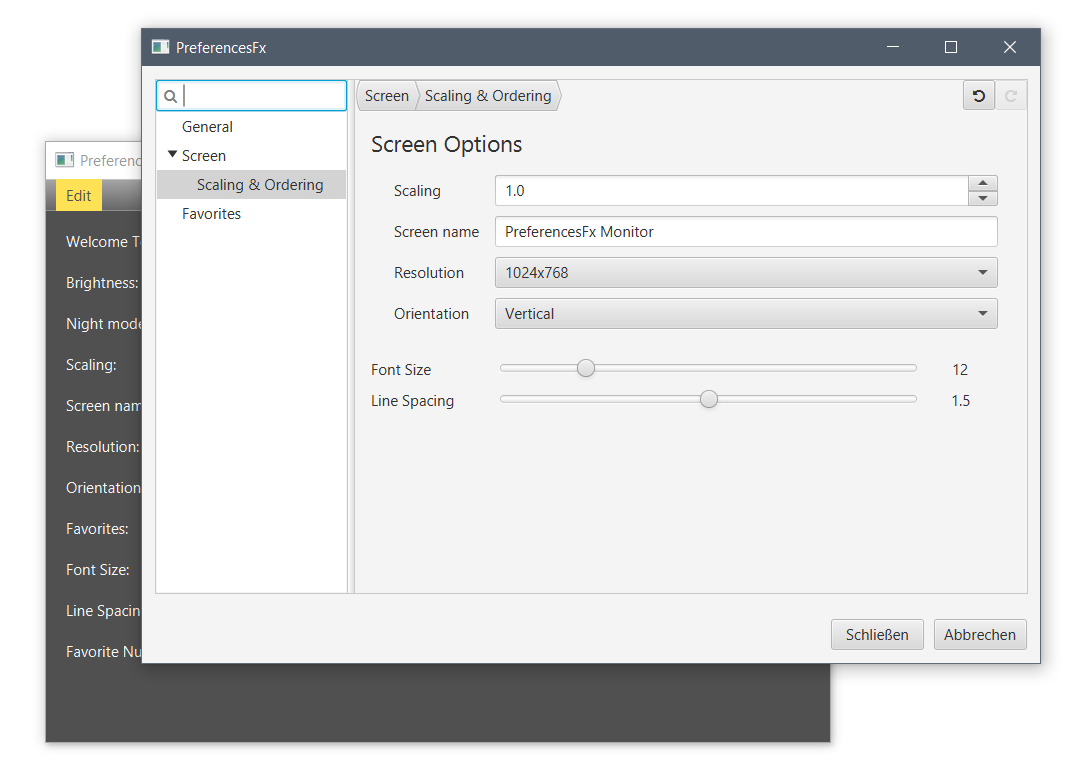 PreferencesFx
Screen Scaling & Ordering
General
Screen
Scaling & Ordering
Favorites
Screen Options
Scaling 1.0
Screen name PreferencesFx Monitor
Resolution 1024x768
Orientation Vertical
Font Size 12
Line Spacing 1.5
Schließen Abbrechen
Preferenc
Edit
Welcome T
Brightness:
Night mode
Scaling:
Screen nam
Resolution:
Orientation
Favorites:
Font Size:
Line Spacin
Favorite Nu